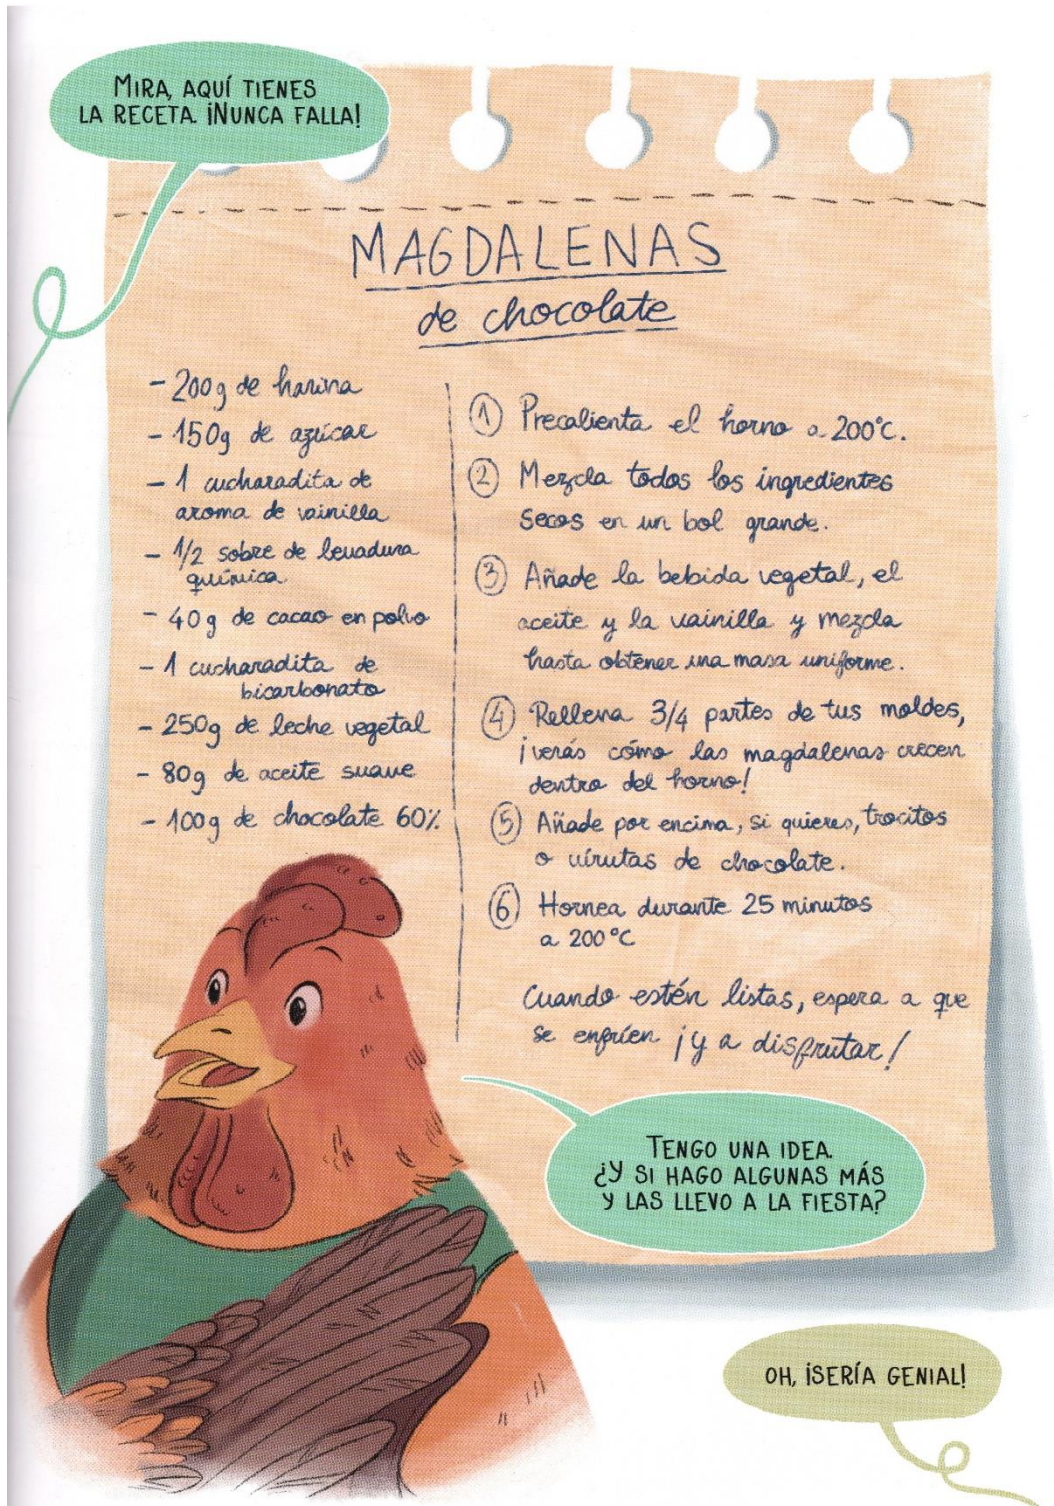 MIRA, AQUÍ TIENES
LA RECETA. ¡NUNCA FALLA!
MAGDALENAS
de chocolate
- 200g de harina
- 150g de azúcar
- 1 cucharadita de
aroma de vainilla
- 1/2 sobre de levadura
química
- 40g de cacao en polvo
- 1 cucharadita de
bicarbonato
- 250g de leche vegetal
- 80g de aceite suave
- 100g de chocolate 60%
1 Precalienta el horno a 200°C.
2 Mezcla todos los ingredientes
secos en un bol grande.
3 Añade la bebida vegetal, el
aceite y la vainilla y mezcla
hasta obtener una masa uniforme.
4 Rellena 3/4 partes de tus moldes,
¡verás cómo las magdalenas crecen
dentro del horno!
5 Añade por encima, si quieres, trocitos
o virutas de chocolate.
6 Hornea durante 25 minutos
a 200°C
Cuando estén listas, espera a que
se enfríen ¡y a disfrutar!
TENGO UNA IDEA.
¿Y SI HAGO ALGUNAS MÁS
Y LAS LLEVO A LA FIESTA?
OH, ¡SERÍA GENIAL!